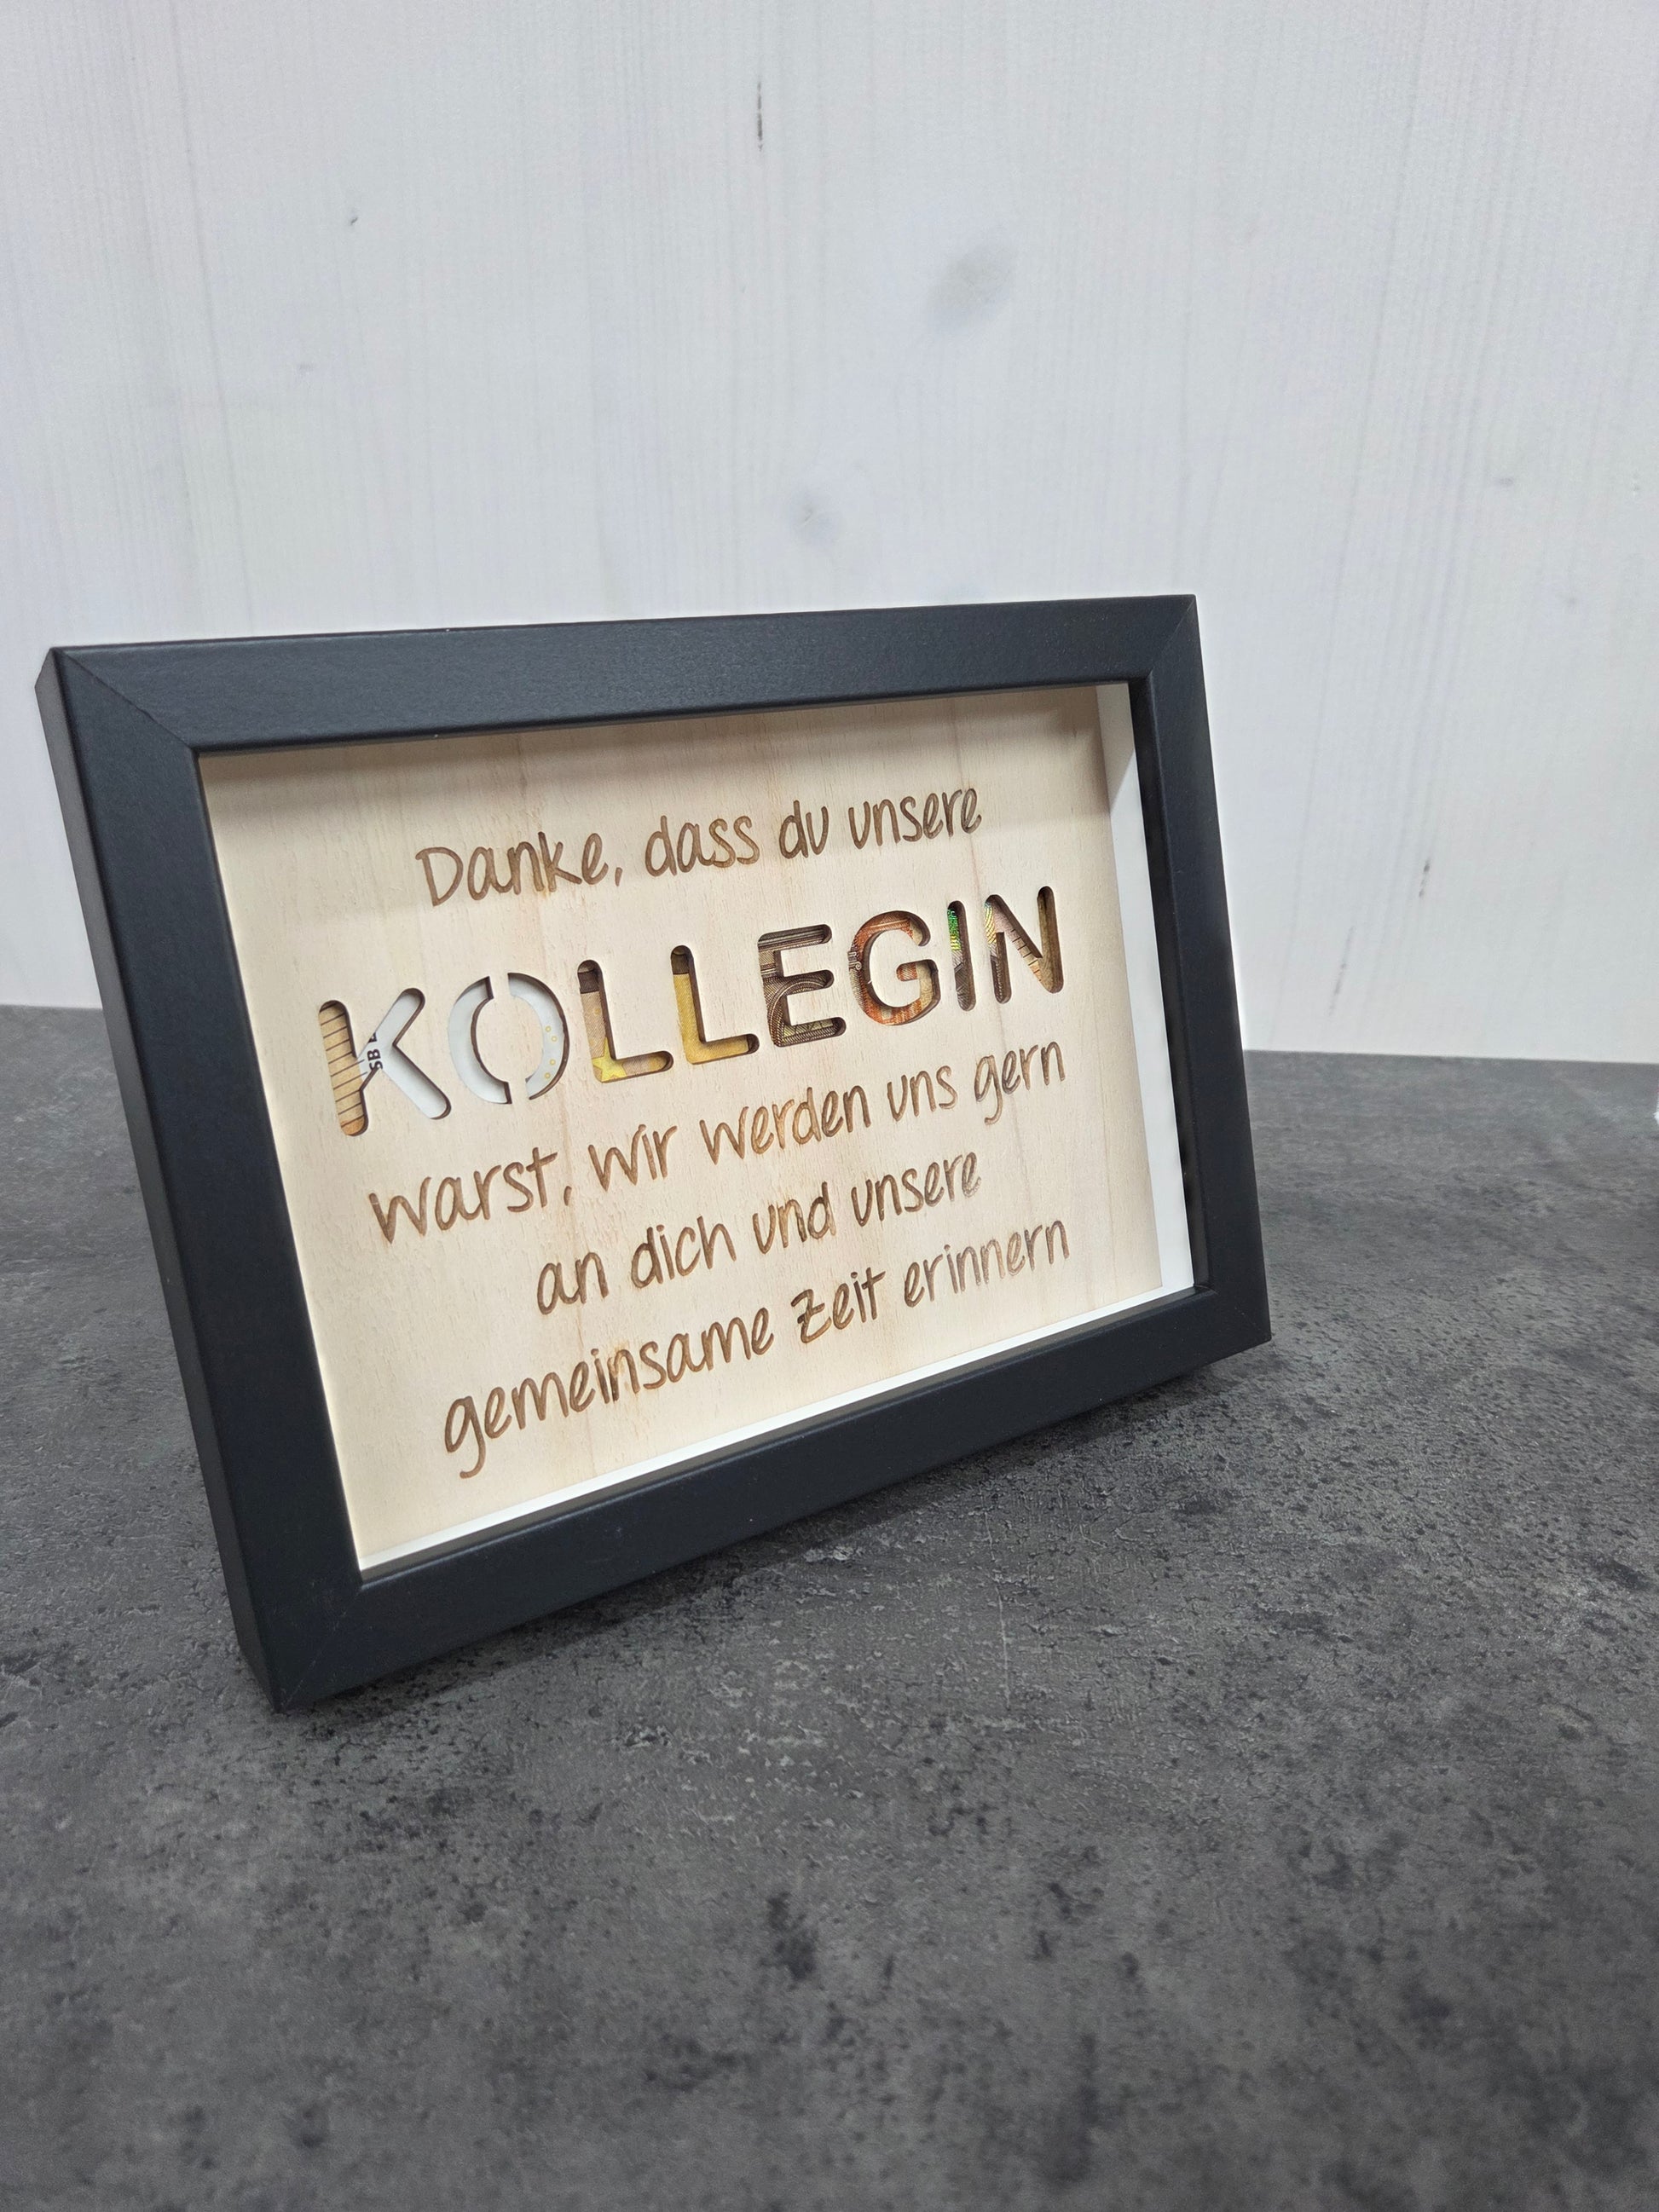 Danke, dass du unsere
KOLLEGIN
warst, wir werden uns gern
an dich und unsere
gemeinsame Zeit erinnern